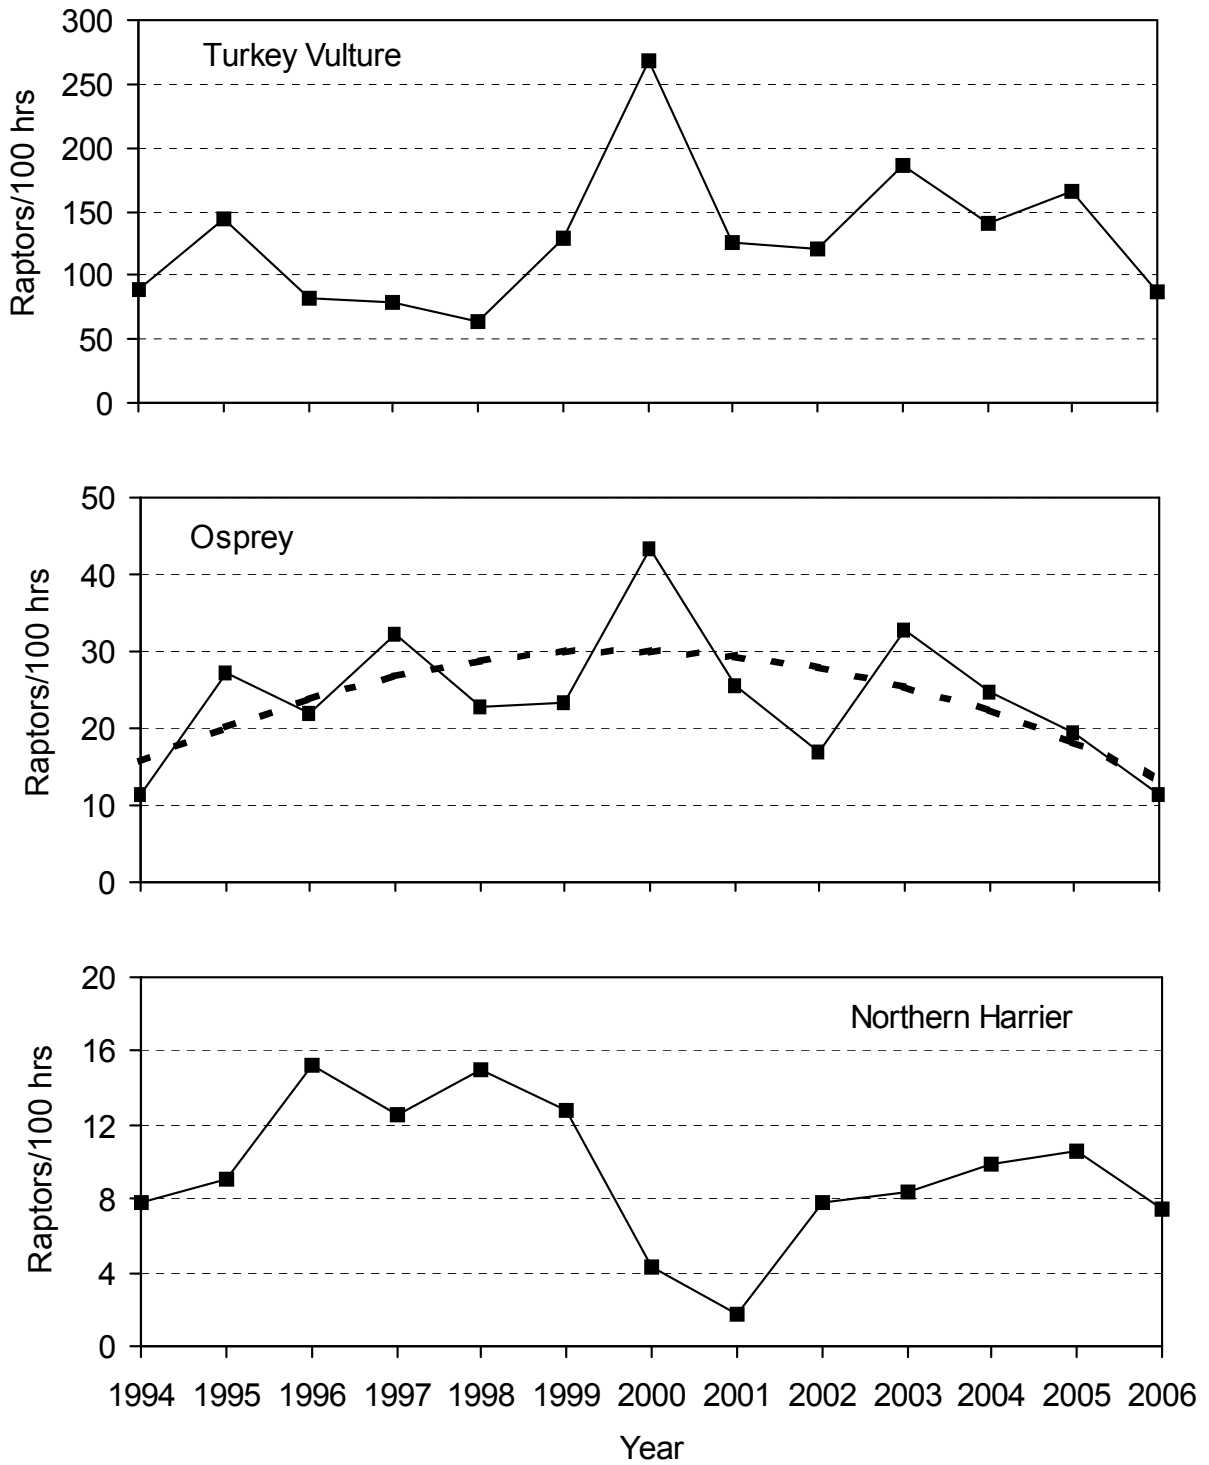 Turkey Vulture
Raptors/100 hrs
300
250
200
150
100
50
0
Osprey
Raptors/100 hrs
50
40
30
20
10
0
Northern Harrier
Raptors/100 hrs
20
16
12
8
4
0
1994 1995 1996 1997 1998 1999 2000 2001 2002 2003 2004 2005 2006
Year